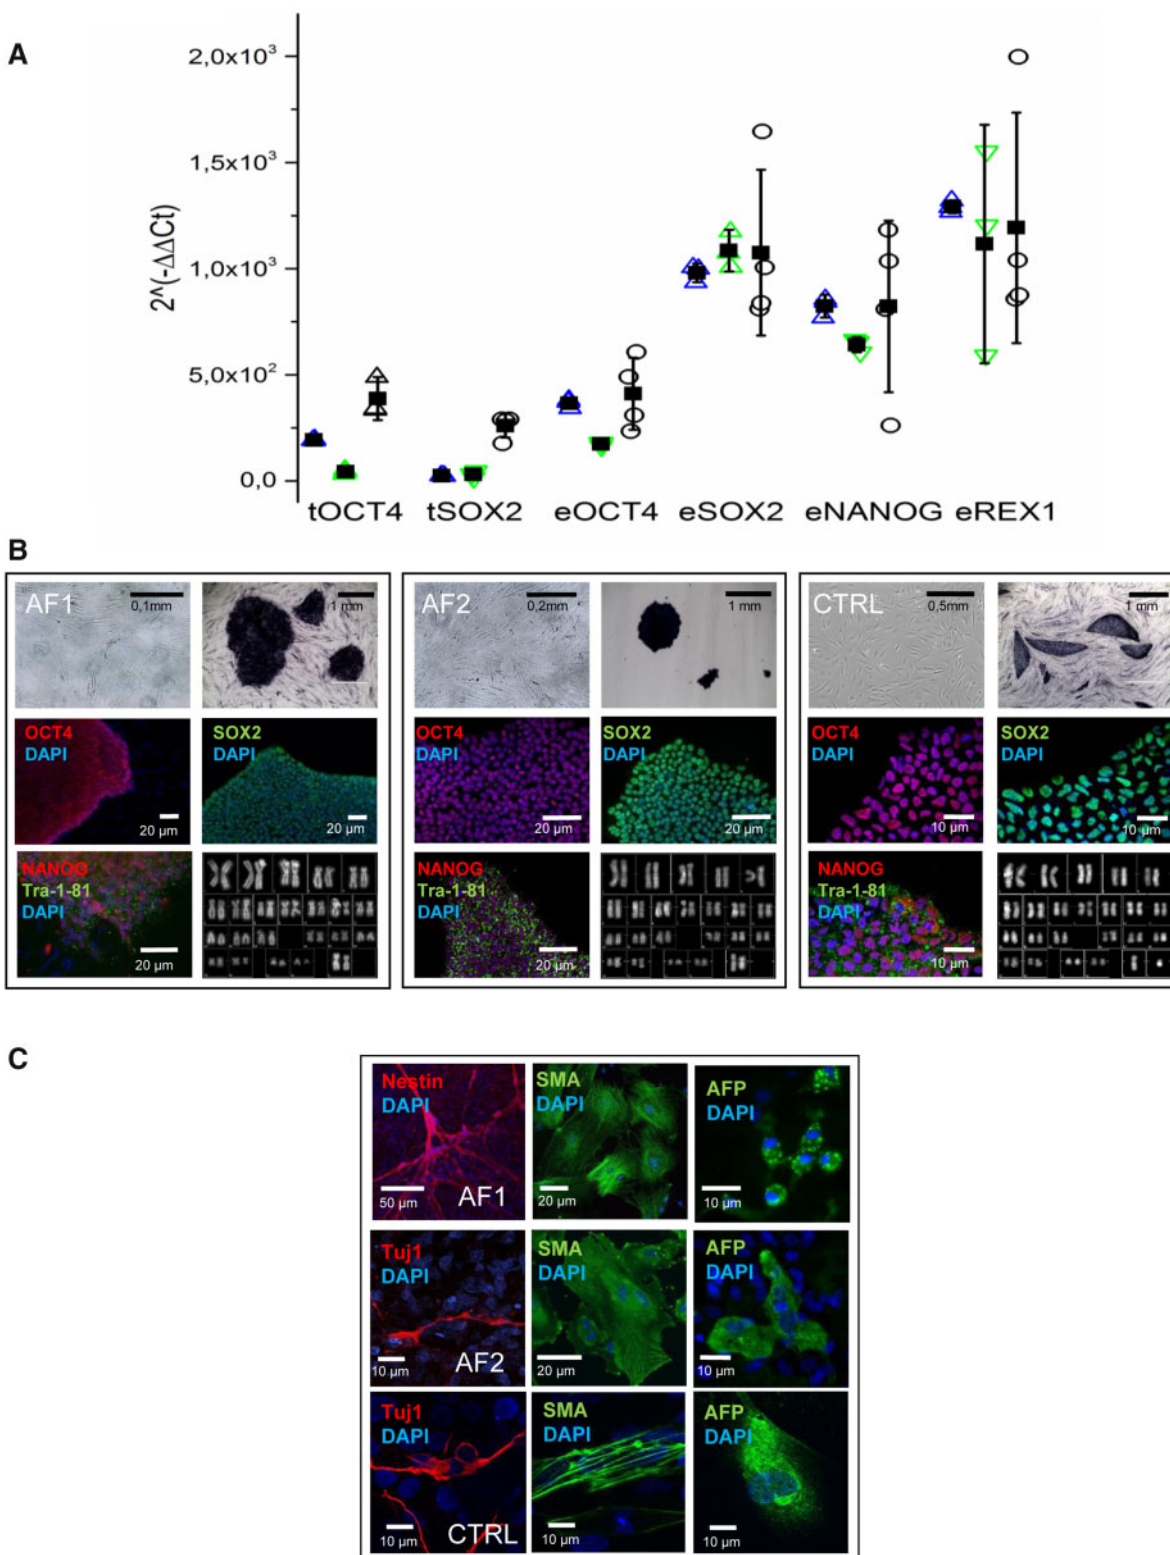 A
2,0x10³
1,5x10³
1,0x10³
5,0x10²
0,0
2^(-ΔΔCt)
tOCT4 tSOX2 eOCT4 eSOX2 eNANOG eREX1
B
AF1
0,1mm
1 mm
OCT4
DAPI
20 µm
SOX2
DAPI
20 µm
NANOG
Tra-1-81
DAPI
20 µm
AF2
0,2mm
1 mm
OCT4
DAPI
20 µm
SOX2
DAPI
20 µm
NANOG
Tra-1-81
DAPI
20 µm
CTRL
0,5mm
1 mm
OCT4
DAPI
10 µm
SOX2
DAPI
10 µm
NANOG
Tra-1-81
DAPI
10 µm
C
Nestin
DAPI
50 µm
AF1
SMA
DAPI
20 µm
AFP
DAPI
10 µm
Tuj1
DAPI
10 µm
AF2
SMA
DAPI
20 µm
AFP
DAPI
10 µm
Tuj1
DAPI
10 µm
CTRL
SMA
DAPI
10 µm
AFP
DAPI
10 µm